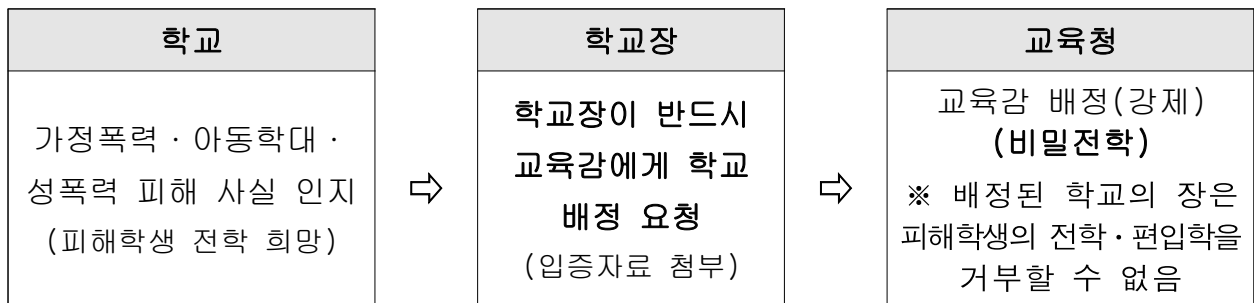 학교
가정폭력 · 아동학대 ·
성폭력 피해 사실 인지
(피해학생 전학 희망)
⇨
학교장
학교장이 반드시
교육감에게 학교
배정 요청
(입증자료 첨부)
⇨
교육청
교육감 배정(강제)
(비밀전학)
※ 배정된 학교의 장은
피해학생의 전학·편입학을
거부할 수 없음